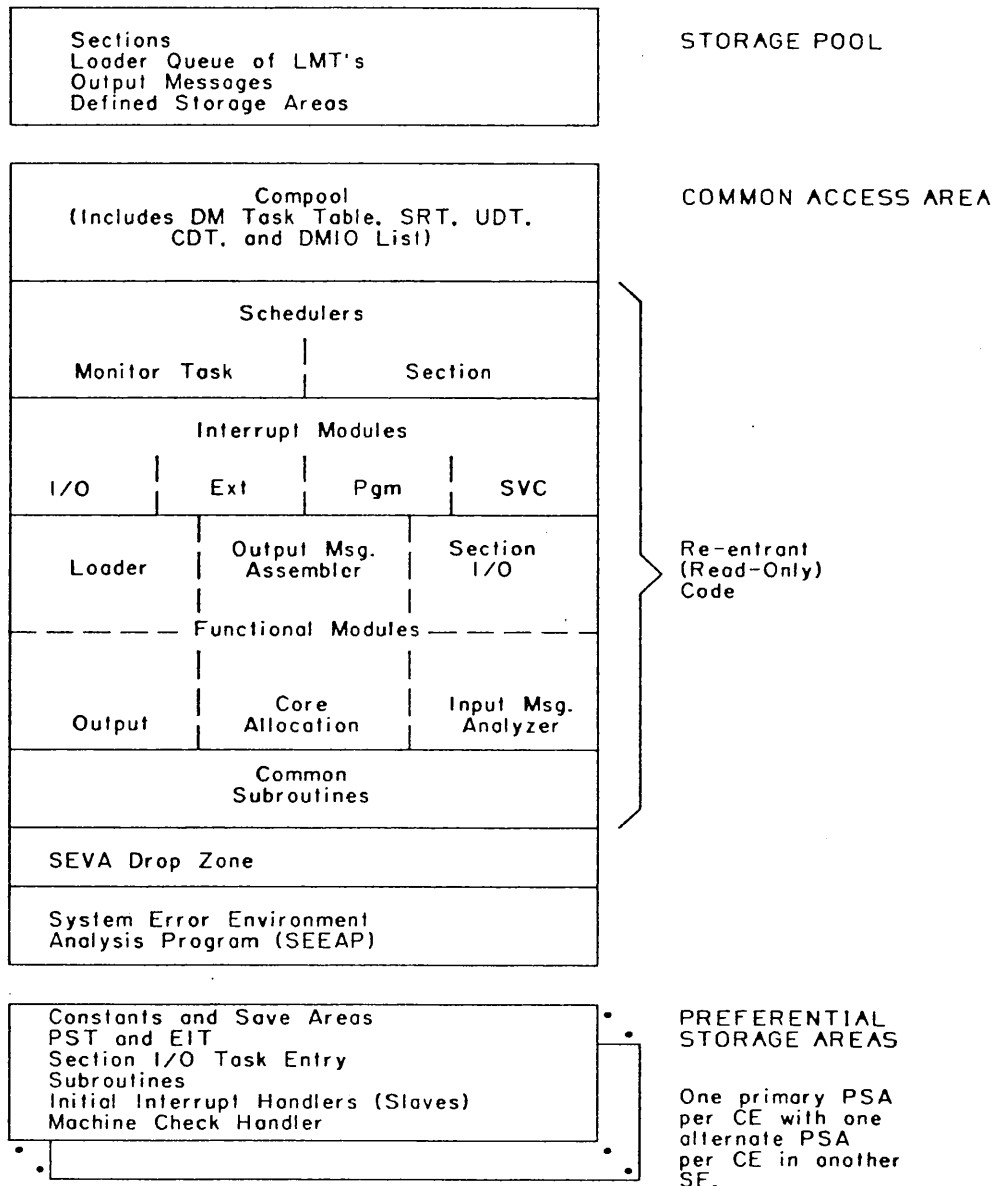 Sections
Loader Queue of LMT's
Output Messages
Defined Storage Areas
STORAGE POOL
Compool
(Includes DM Task Table, SRT, UDT,
CDT, and DMIO List)
COMMON ACCESS AREA
Schedulers
Monitor Task
Section
Interrupt Modules
I/O
Ext
Pgm
SVC
Loader
Output Msg.
Assembler
Section
I/O
Re-entrant
(Read-Only)
Code
Functional Modules
Output
Core
Allocation
Input Msg.
Analyzer
Common
Subroutines
SEVA Drop Zone
System Error Environment
Analysis Program (SEEAP)
Constants and Save Areas
PST and EIT
Section I/O Task Entry
Subroutines
Initial Interrupt Handlers (Slaves)
Machine Check Handler
PREFERENTIAL
STORAGE AREAS
One primary PSA
per CE with one
alternate PSA
per CE in another
SE.